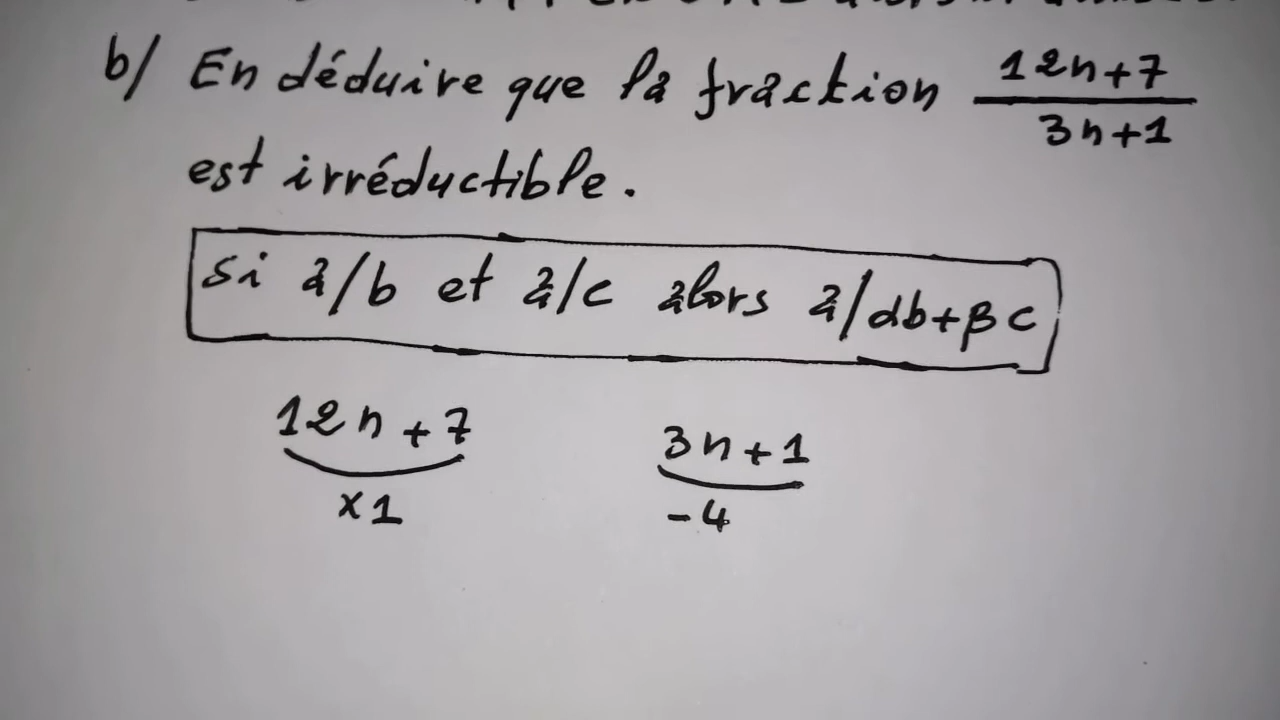 b/ En déduire que la fraction 12n+7 / 3n+1
est irréductible.
si a/b et a/c alors a/αb+βc
12n+7 3n+1
x1 -4